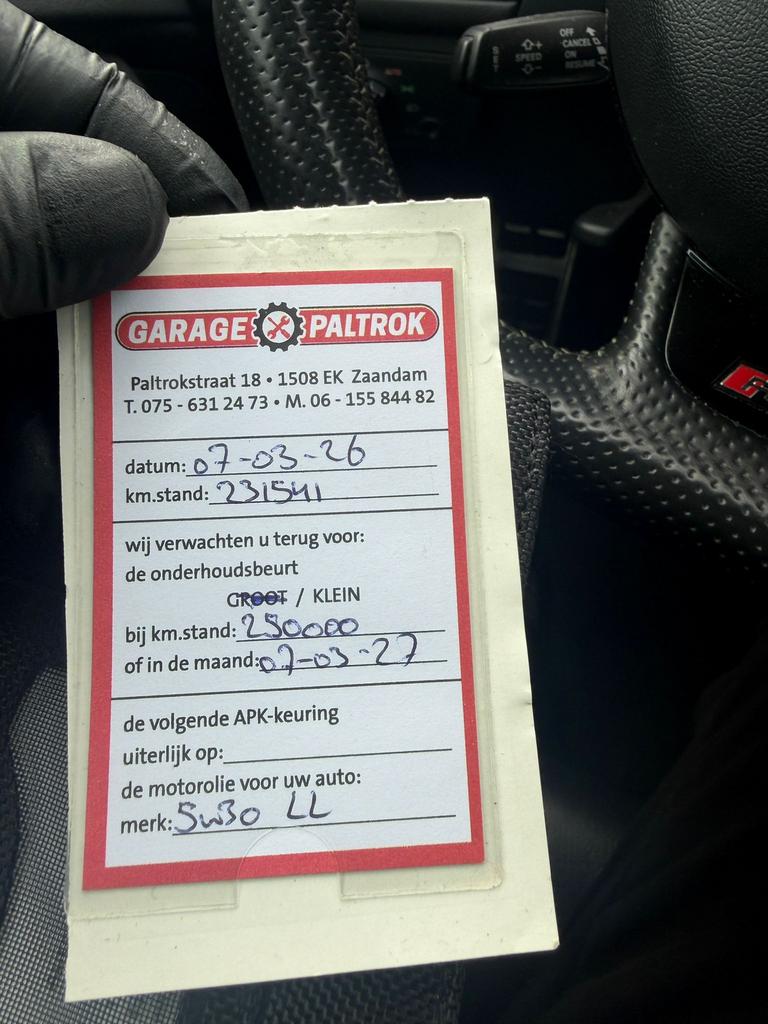 OFF
CANCEL
SPEED
ON
RESUME
GARAGE PALTROK
Paltrokstraat 18 • 1508 EK Zaandam
T. 075 - 631 24 73 • M. 06 - 155 844 82
datum: 07-03-26
km.stand: 231541
wij verwachten u terug voor:
de onderhoudsbeurt
GROOT / KLEIN
bij km.stand: 250000
of in de maand: 07-03-27
de volgende APK-keuring
uiterlijk op:
de motorolie voor uw auto:
merk: 5w30 LL